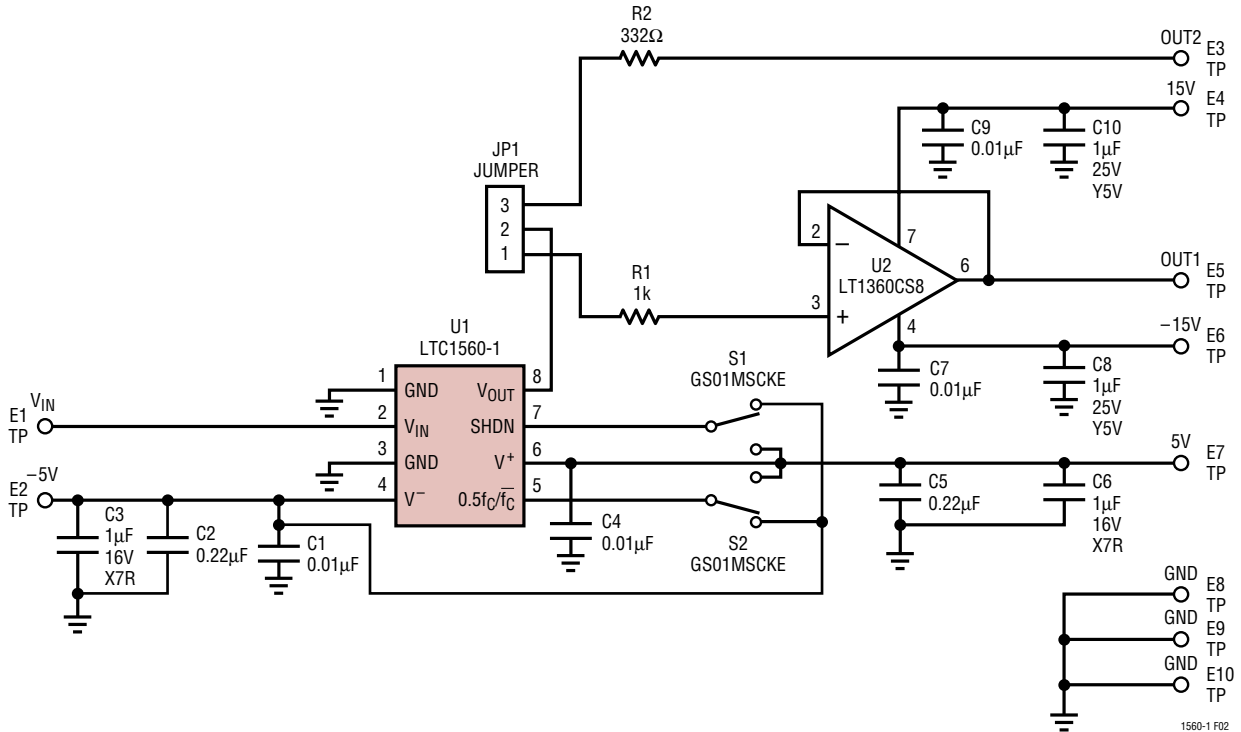 R2
332Ω
OUT2
E3
TP
15V
E4
TP
C9
0.01µF
C10
1µF
25V
Y5V
JP1
JUMPER
3
2
1
2
−
7
U2
LT1360CS8
6
3
+
4
OUT1
E5
TP
R1
1k
−15V
E6
TP
C7
0.01µF
C8
1µF
25V
Y5V
U1
LTC1560-1
1
GND
VOUT
8
2
VIN
SHDN
7
3
GND
V+
6
4
V−
0.5fC/f̅C̅
5
VIN
E1
TP
−5V
E2
TP
S1
GS01MSCKE
S2
GS01MSCKE
5V
E7
TP
C3
1µF
16V
X7R
C2
0.22µF
C1
0.01µF
C4
0.01µF
C5
0.22µF
C6
1µF
16V
X7R
GND
E8
TP
GND
E9
TP
GND
E10
TP
1560-1 F02